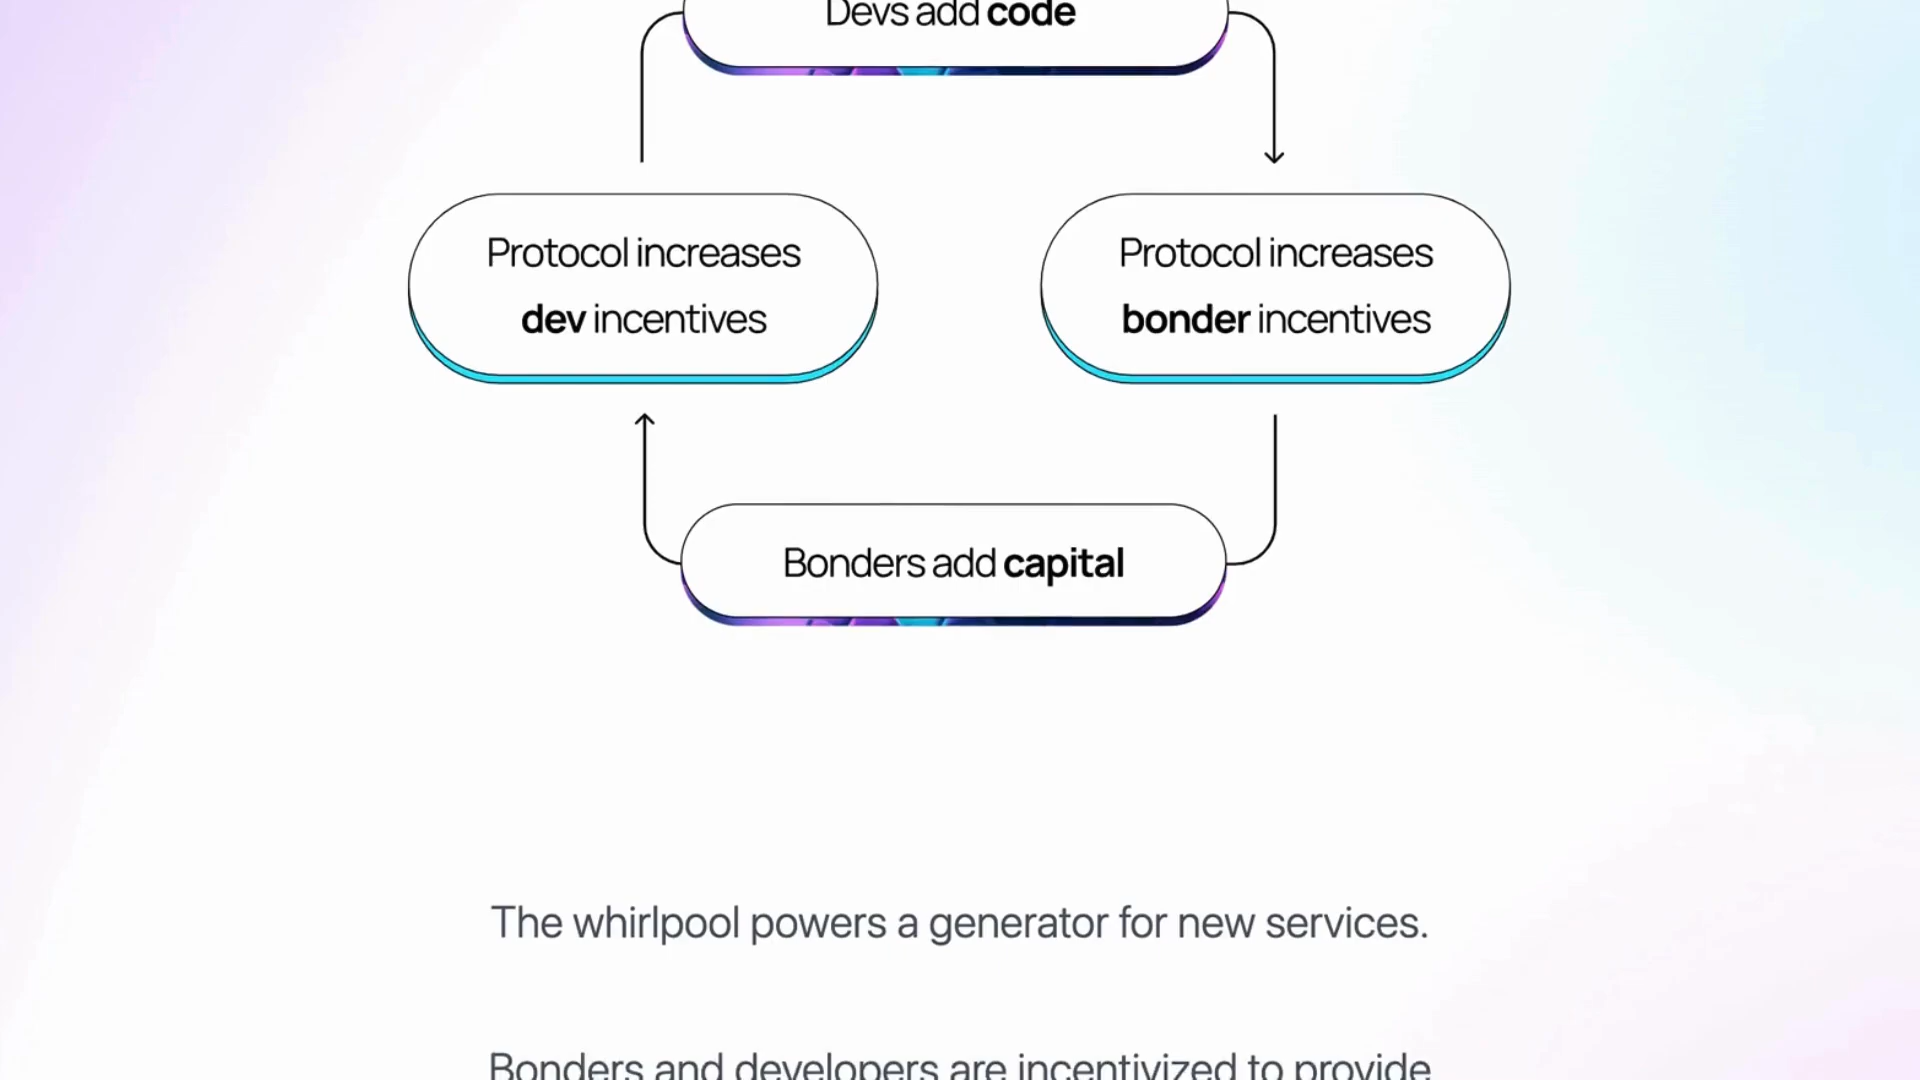 Devs add code
Protocol increases
dev incentives
Protocol increases
bonder incentives
Bonders add capital
The whirlpool powers a generator for new services.
Bonders and developers are incentivized to provide